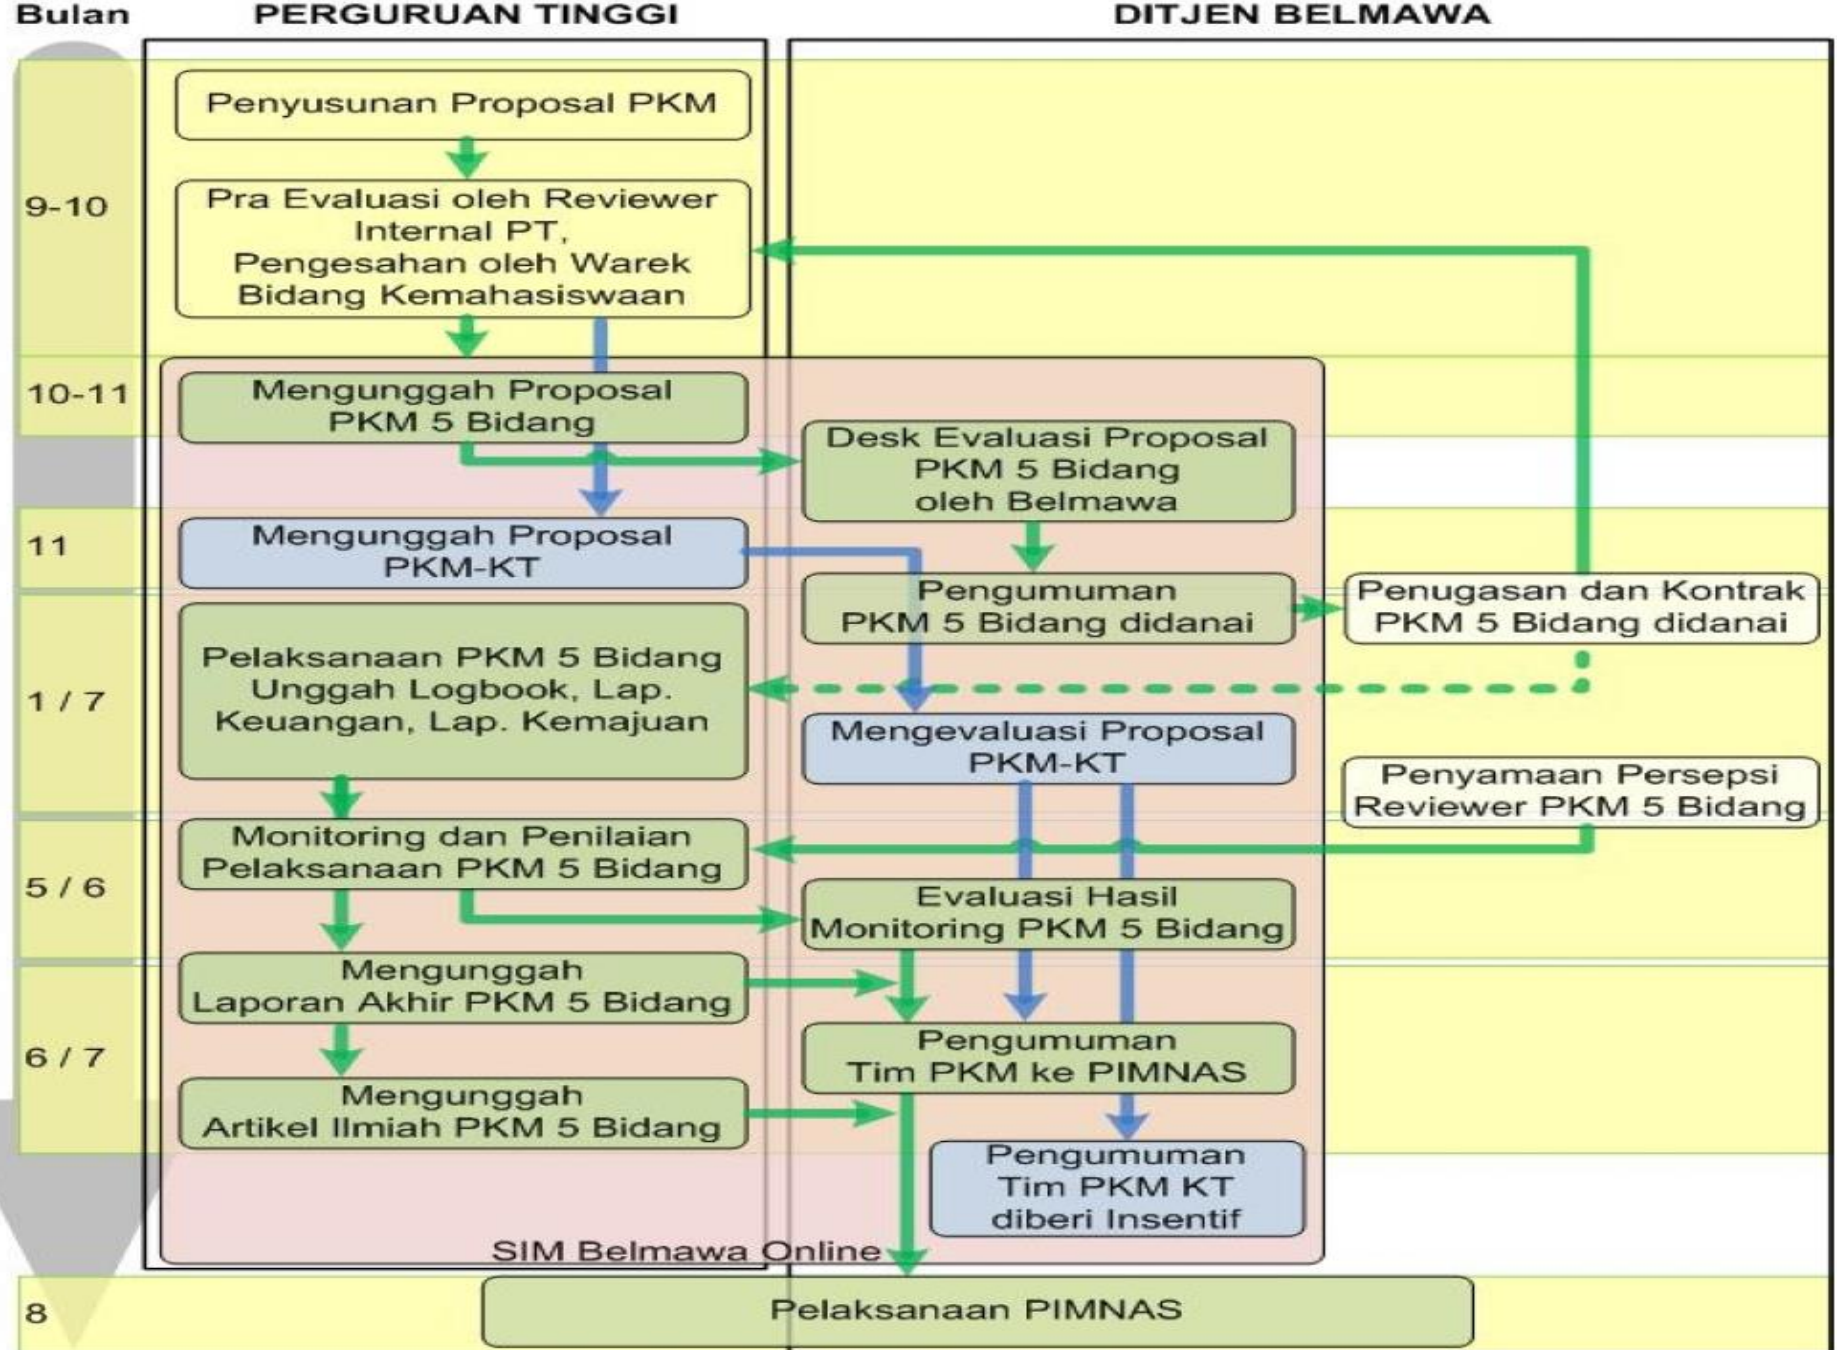 Bulan
PERGURUAN TINGGI
DITJEN BELMAWA
9-10
Penyusunan Proposal PKM
Pra Evaluasi oleh Reviewer
Internal PT,
Pengesahan oleh Warek
Bidang Kemahasiswaan
10-11
Mengunggah Proposal
PKM 5 Bidang
Desk Evaluasi Proposal
PKM 5 Bidang
oleh Belmawa
11
Mengunggah Proposal
PKM-KT
Pengumuman
PKM 5 Bidang didanai
Penugasan dan Kontrak
PKM 5 Bidang didanai
1 / 7
Pelaksanaan PKM 5 Bidang
Unggah Logbook, Lap.
Keuangan, Lap. Kemajuan
Mengevaluasi Proposal
PKM-KT
Penyamaan Persepsi
Reviewer PKM 5 Bidang
5 / 6
Monitoring dan Penilaian
Pelaksanaan PKM 5 Bidang
Evaluasi Hasil
Monitoring PKM 5 Bidang
6 / 7
Mengunggah
Laporan Akhir PKM 5 Bidang
Pengumuman
Tim PKM ke PIMNAS
Mengunggah
Artikel Ilmiah PKM 5 Bidang
Pengumuman
Tim PKM KT
diberi Insentif
SIM Belmawa Online
8
Pelaksanaan PIMNAS